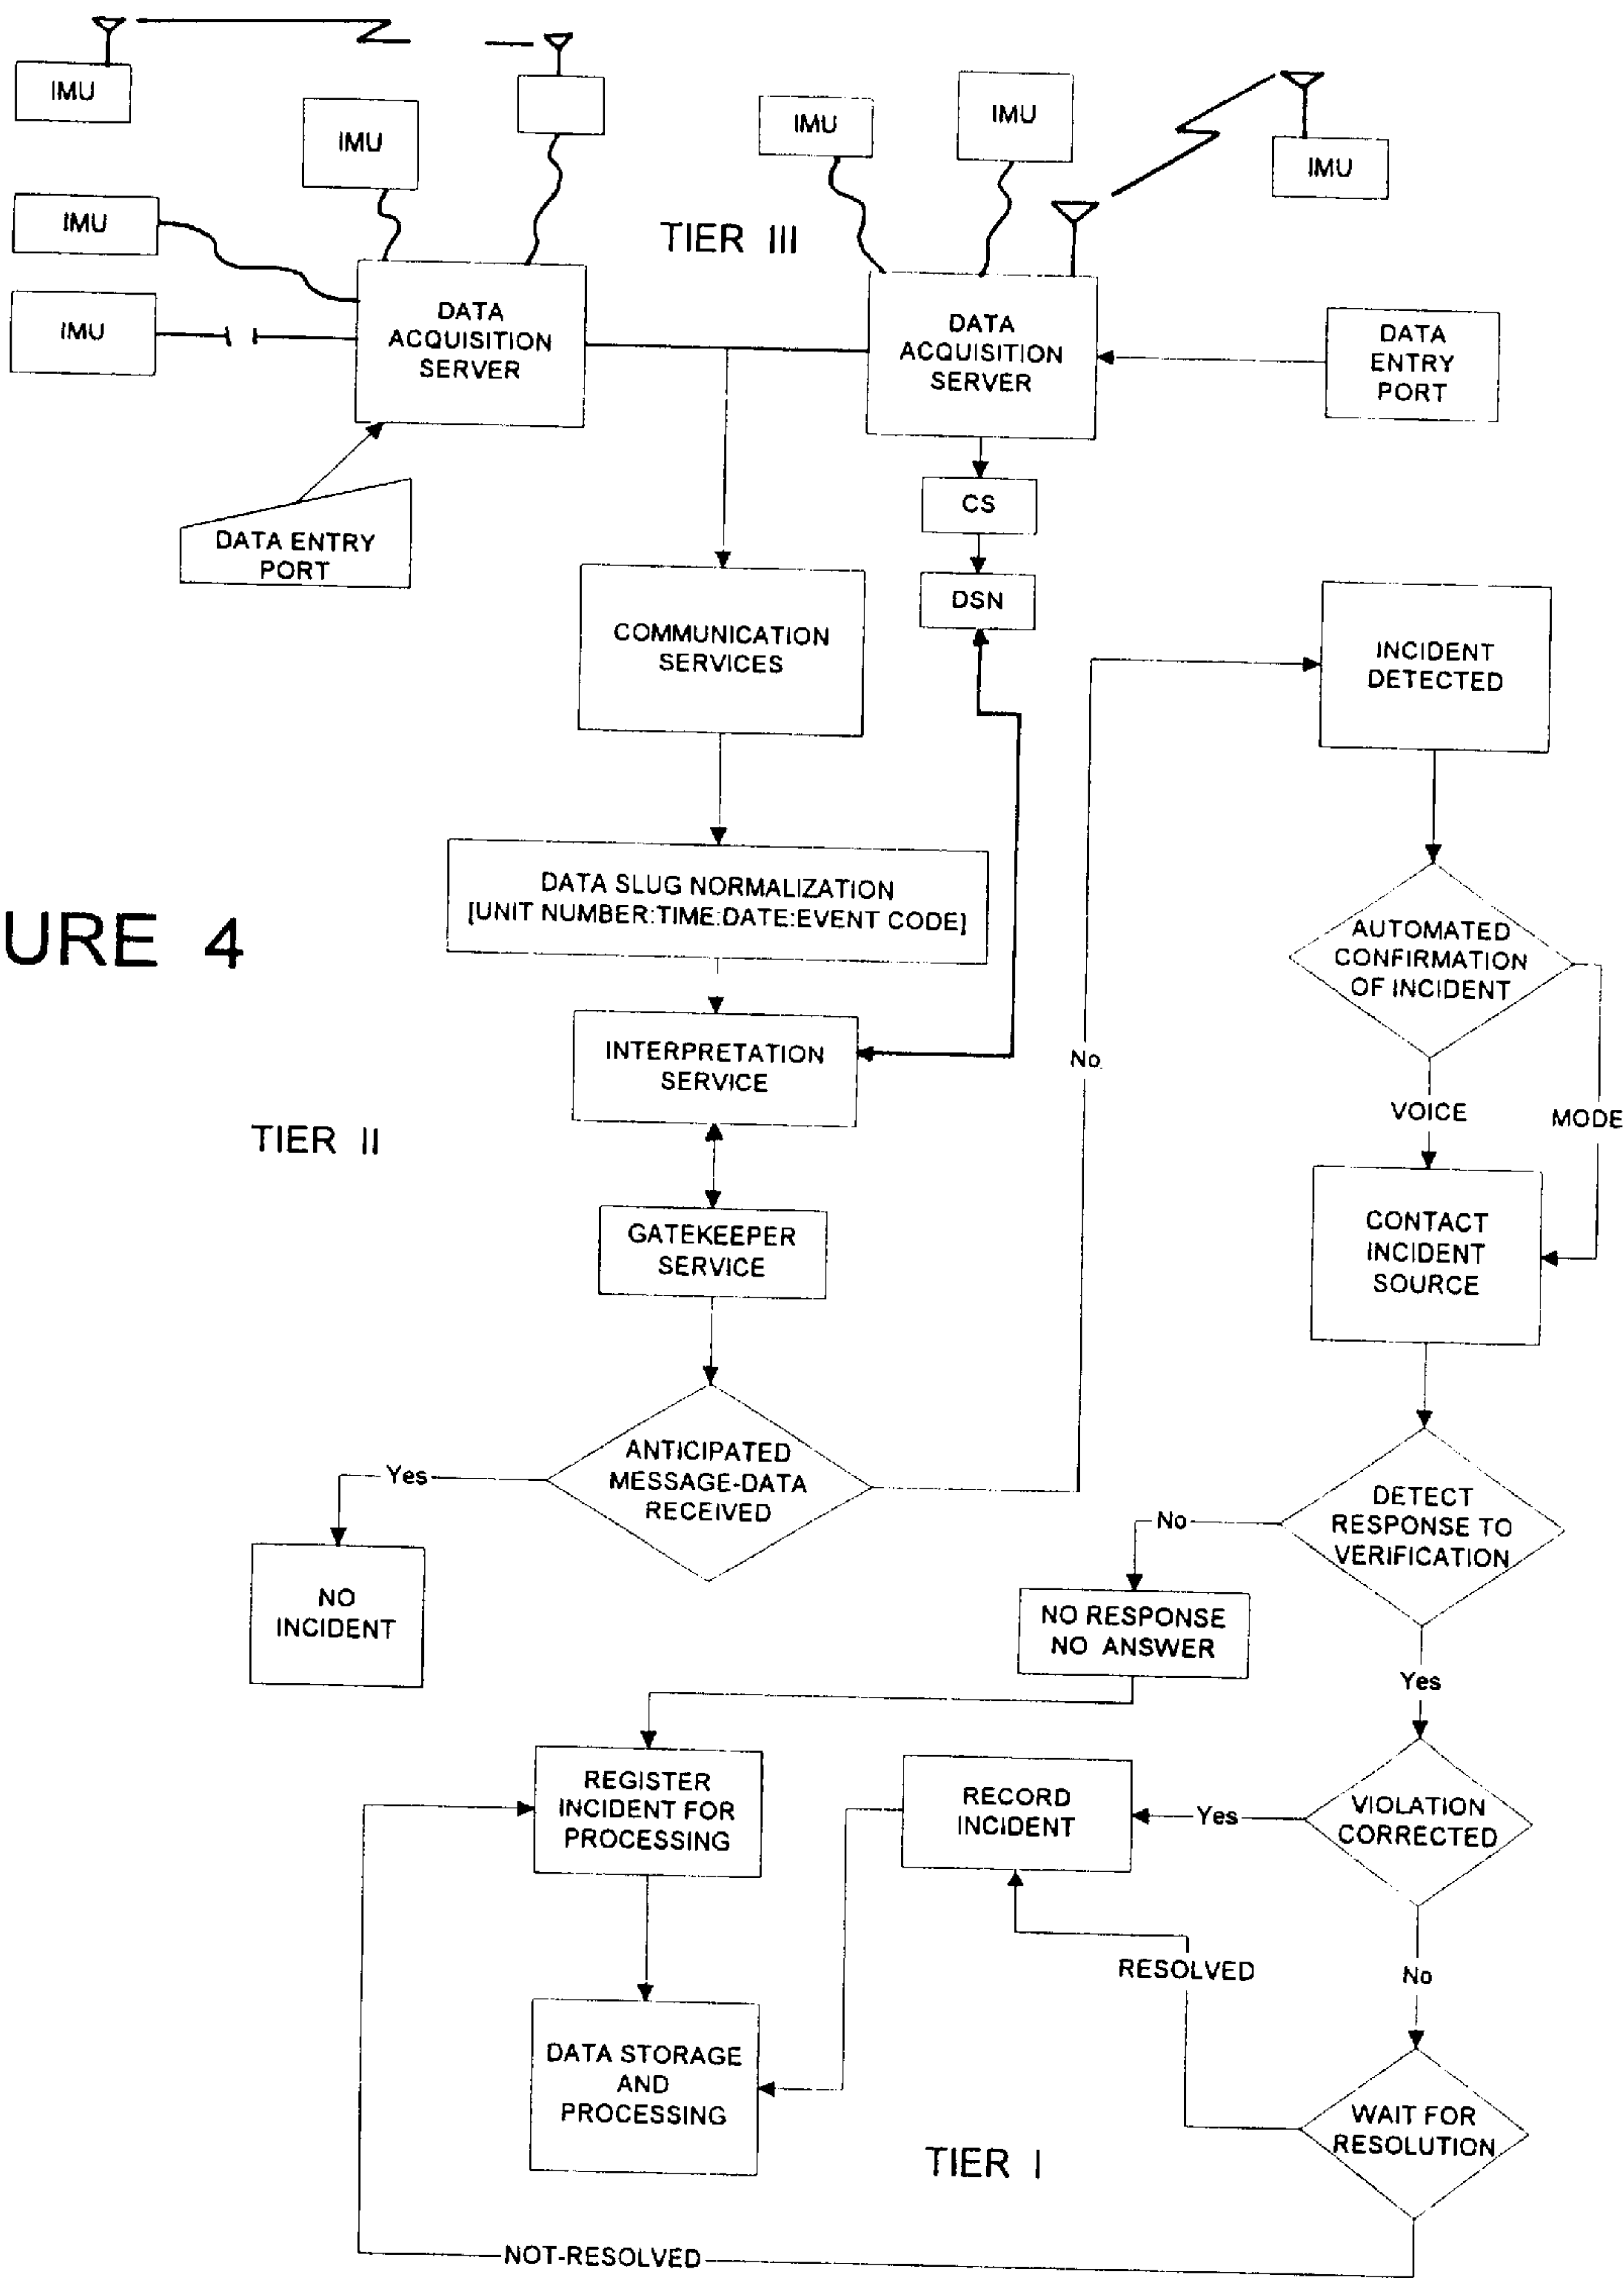 IMU
IMU
IMU
IMU
IMU
IMU
IMU
TIER III
DATA
ACQUISITION
SERVER
DATA
ACQUISITION
SERVER
DATA
ENTRY
PORT
DATA ENTRY
PORT
CS
DSN
COMMUNICATION
SERVICES
INCIDENT
DETECTED
DATA SLUG NORMALIZATION
[UNIT NUMBER:TIME:DATE:EVENT CODE]
URE 4
AUTOMATED
CONFIRMATION
OF INCIDENT
INTERPRETATION
SERVICE
No
VOICE
MODE
TIER II
GATEKEEPER
SERVICE
CONTACT
INCIDENT
SOURCE
ANTICIPATED
MESSAGE-DATA
RECEIVED
Yes
NO
INCIDENT
DETECT
RESPONSE TO
VERIFICATION
No
NO RESPONSE
NO ANSWER
Yes
REGISTER
INCIDENT FOR
PROCESSING
RECORD
INCIDENT
Yes
VIOLATION
CORRECTED
RESOLVED
No
DATA STORAGE
AND
PROCESSING
WAIT FOR
RESOLUTION
TIER I
NOT-RESOLVED